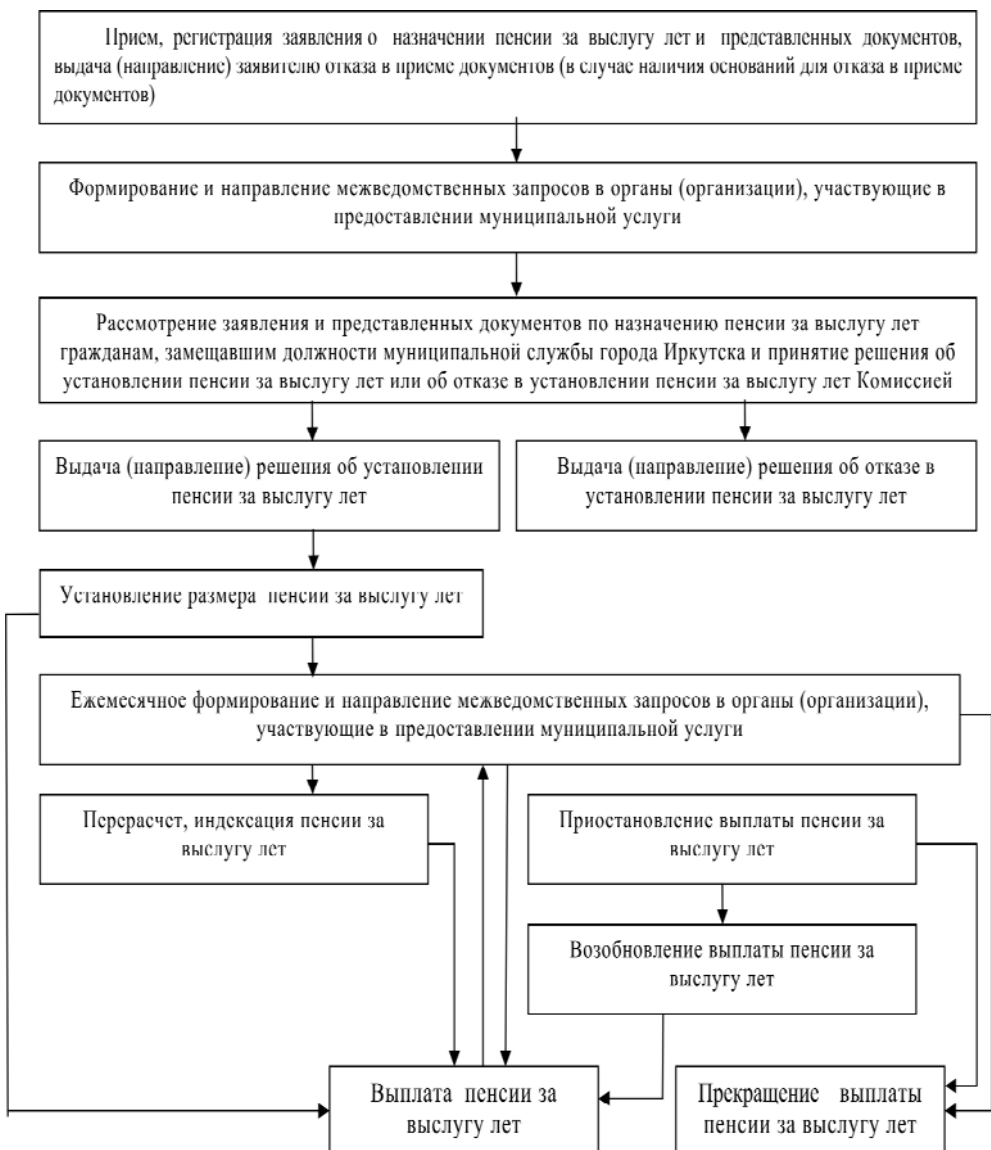 Прием, регистрация заявления о назначении пенсии за выслугу лет и представленных документов,
выдача (направление) заявителю отказа в приеме документов (в случае наличия оснований для отказа в приеме
документов)
Формирование и направление межведомственных запросов в органы (организации), участвующие в
предоставлении муниципальной услуги
Рассмотрение заявления и представленных документов по назначению пенсии за выслугу лет
гражданам, замещавшим должности муниципальной службы города Иркутска и принятие решения об
установлении пенсии за выслугу лет или об отказе в установлении пенсии за выслугу лет Комиссией
Выдача (направление) решения об установлении
пенсии за выслугу лет
Выдача (направление) решения об отказе в
установлении пенсии за выслугу лет
Установление размера пенсии за выслугу лет
Ежемесячное формирование и направление межведомственных запросов в органы (организации),
участвующие в предоставлении муниципальной услуги
Перерасчет, индексация пенсии за
выслугу лет
Приостановление выплаты пенсии за
выслугу лет
Возобновление выплаты пенсии за
выслугу лет
Выплата пенсии за
выслугу лет
Прекращение выплаты
пенсии за выслугу лет